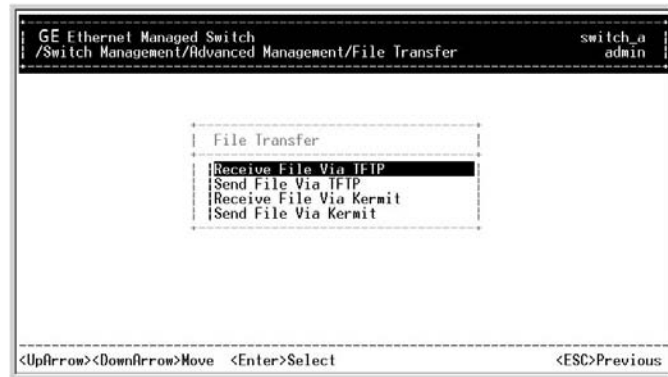 GE Ethernet Managed Switch switch_a
/Switch Management/Advanced Management/File Transfer admin
File Transfer
Receive File Via TFTP
Send File Via TFTP
Receive File Via Kermit
Send File Via Kermit
<UpArrow><DownArrow>Move <Enter>Select <ESC>Previous